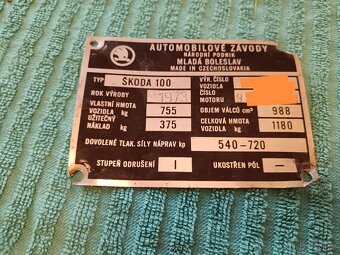 AUTOMOBILOVÉ ZÁVODY
NÁRODNÍ PODNIK
MLADÁ BOLESLAV
MADE IN CZECHOSLOVAKIA
TYP ŠKODA 100
VÝR. ČÍSLO VOZIDLA
ROK VÝROBY 1973
ČÍSLO MOTORU
VLASTNÍ HMOTA VOZIDLA kg 755
OBJEM VÁLCŮ cm³ 988
UŽITEČNÝ NÁKLAD kg 375
CELKOVÁ HMOTA VOZIDLA kg 1180
DOVOLENÉ TLAK. SÍLY NÁPRAV kp 540-720
STUPEŇ ODRUŠENÍ I
UKOSTŘEN PÓL –